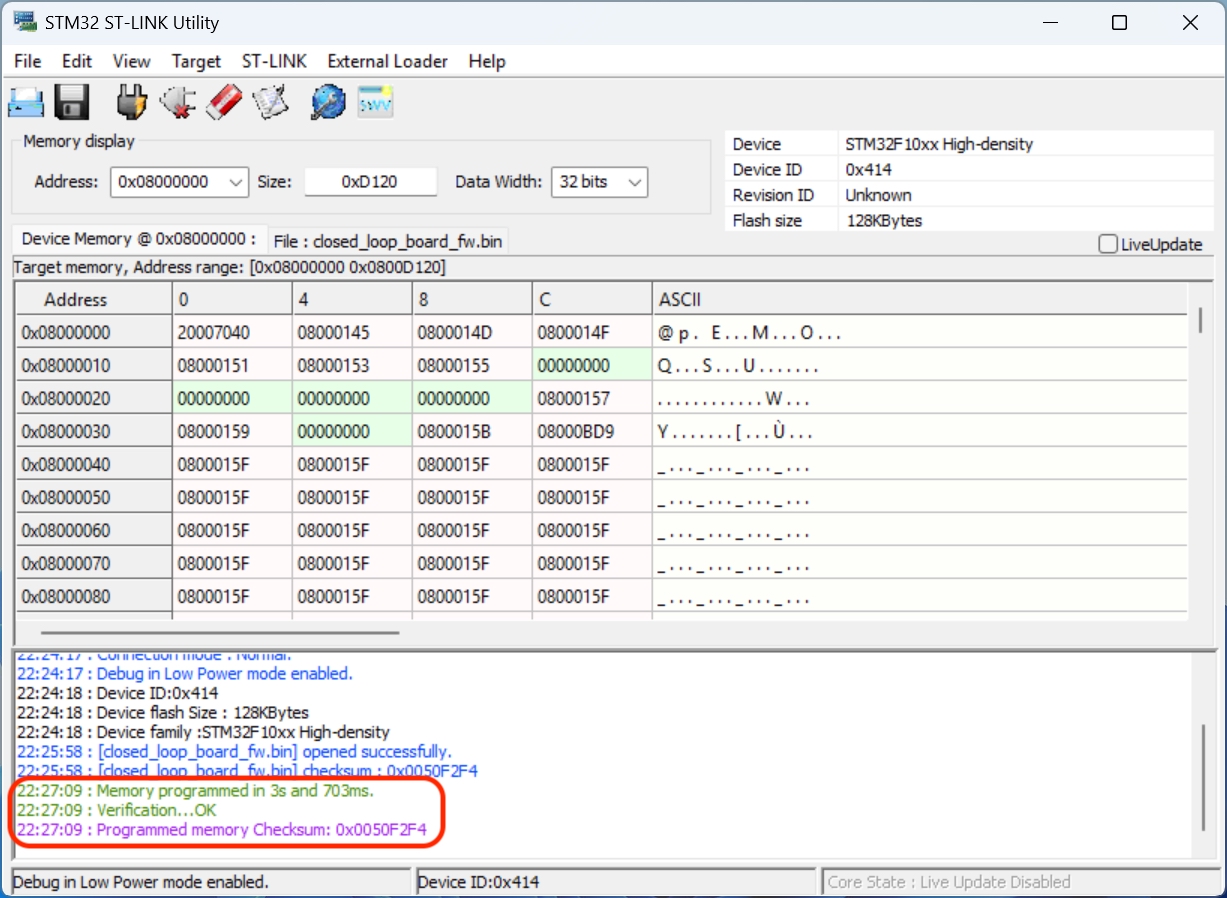 STM32 ST-LINK Utility
File Edit View Target ST-LINK External Loader Help
SWV
Memory display
Address: 0x08000000 Size: 0xD120 Data Width: 32 bits
Device STM32F10xx High-density
Device ID 0x414
Revision ID Unknown
Flash size 128KBytes
Device Memory @ 0x08000000 : File : closed_loop_board_fw.bin
LiveUpdate
Target memory, Address range: [0x08000000 0x0800D120]
Address 0 4 8 C ASCII
0x08000000 20007040 08000145 0800014D 0800014F @p. E...M...O...
0x08000010 08000151 08000153 08000155 00000000 Q...S...U.......
0x08000020 00000000 00000000 00000000 08000157 ............W...
0x08000030 08000159 00000000 0800015B 08000BD9 Y.......[...Ù...
0x08000040 0800015F 0800015F 0800015F 0800015F _..._..._..._...
0x08000050 0800015F 0800015F 0800015F 0800015F _..._..._..._...
0x08000060 0800015F 0800015F 0800015F 0800015F _..._..._..._...
0x08000070 0800015F 0800015F 0800015F 0800015F _..._..._..._...
0x08000080 0800015F 0800015F 0800015F 0800015F _..._..._..._...
22:24:17 : Connection mode : Normal.
22:24:17 : Debug in Low Power mode enabled.
22:24:18 : Device ID:0x414
22:24:18 : Device flash Size : 128KBytes
22:24:18 : Device family :STM32F10xx High-density
22:25:58 : [closed_loop_board_fw.bin] opened successfully.
22:25:58 : [closed_loop_board_fw.bin] checksum : 0x0050F2F4
22:27:09 : Memory programmed in 3s and 703ms.
22:27:09 : Verification...OK
22:27:09 : Programmed memory Checksum: 0x0050F2F4
Debug in Low Power mode enabled. Device ID:0x414 Core State : Live Update Disabled